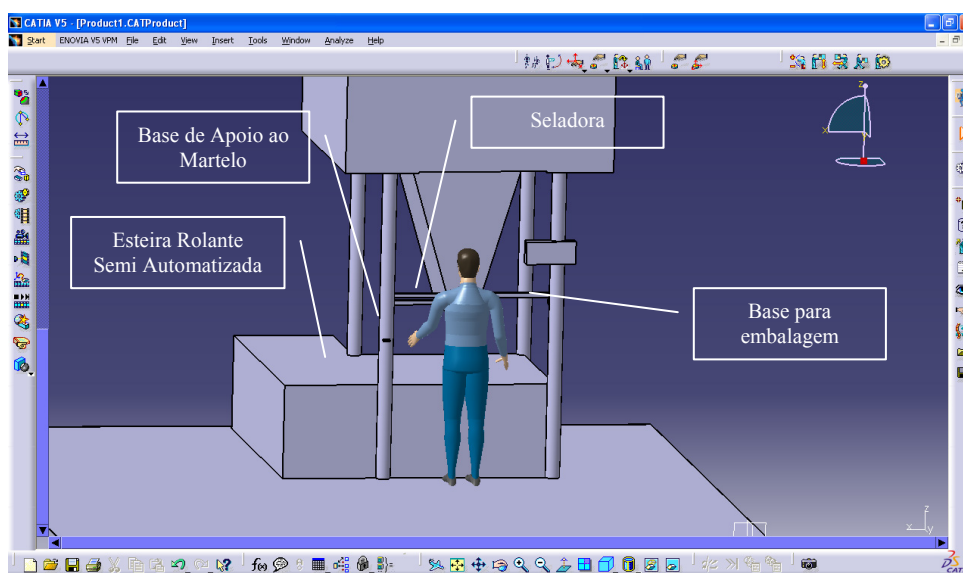 CATIA V5 - [Product1.CATProduct]
Start ENOVIA V5 VPM File Edit View Insert Tools Window Analyze Help
Seladora
Base de Apoio ao
Martelo
Esteira Rolante
Semi Automatizada
Base para
embalagem
z
x
y
z
x
y
f(x)
CAT